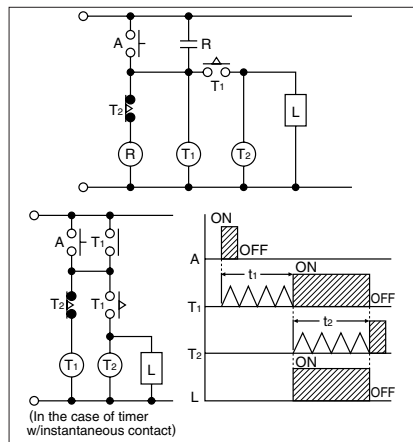 A
R
T1
T2
L
R
T1
T2
A
T1
T2
T1
T1
T2
L
(In the case of timer
w/instantaneous contact)
ON
OFF
A
t1
ON
T1
OFF
t2
T2
ON
L
OFF